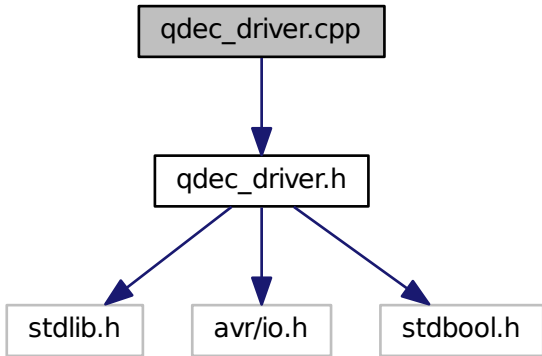 qdec_driver.cpp
qdec_driver.h
stdlib.h
avr/io.h
stdbool.h